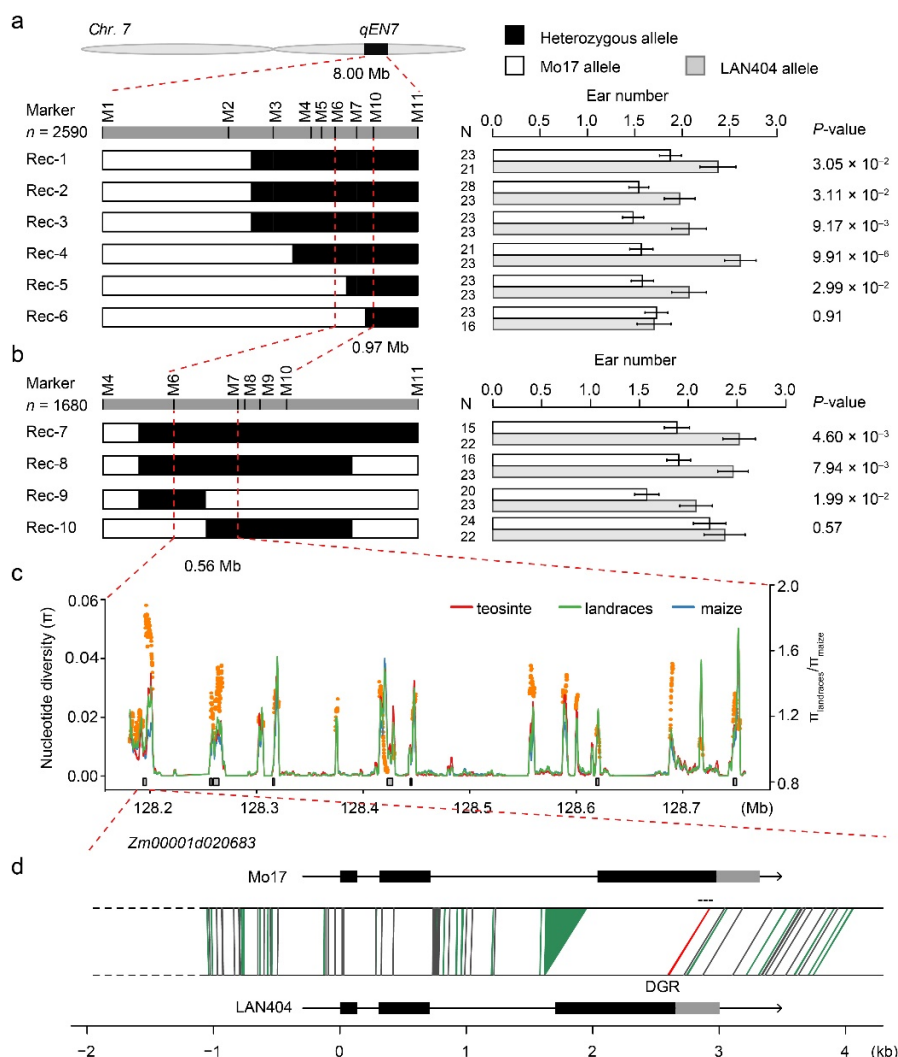 a
Chr. 7
qEN7
8.00 Mb
Heterozygous allele
Mo17 allele
LAN404 allele
Marker
n = 2590
M1
M2
M3
M4
M5
M6
M7
M10
M11
Ear number
N
0.0 0.5 1.0 1.5 2.0 2.5 3.0
P-value
Rec-1
23
21
3.05 × 10⁻²
Rec-2
28
23
3.11 × 10⁻²
Rec-3
23
23
9.17 × 10⁻³
Rec-4
21
23
9.91 × 10⁻⁶
Rec-5
23
23
2.99 × 10⁻²
Rec-6
23
16
0.91
0.97 Mb
b
Marker
n = 1680
M4
M6
M7
M8
M9
M10
M11
Ear number
N
0.0 0.5 1.0 1.5 2.0 2.5 3.0
P-value
Rec-7
15
22
4.60 × 10⁻³
Rec-8
16
23
7.94 × 10⁻³
Rec-9
20
23
1.99 × 10⁻²
Rec-10
24
22
0.57
0.56 Mb
c
Nucleotide diversity (π)
0.06
0.04
0.02
0.00
teosinte
landraces
maize
2.0
1.6
1.2
0.8
π landraces/π maize
128.2 128.3 128.4 128.5 128.6 128.7 (Mb)
Zm00001d020683
d
Mo17
---
DGR
LAN404
−2 −1 0 1 2 3 4 (kb)